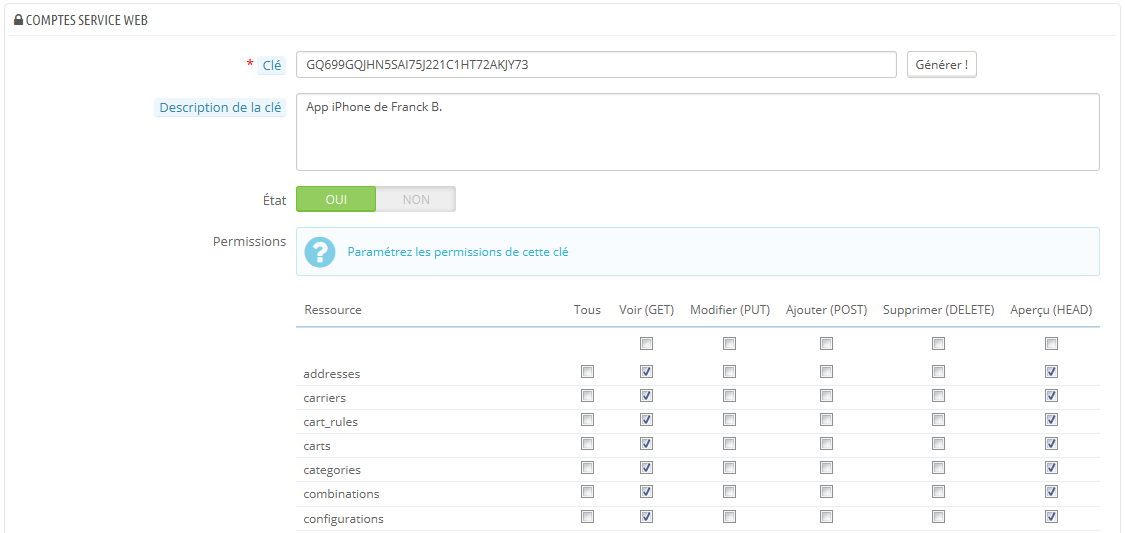 COMPTES SERVICE WEB
* Clé GQ699GQJHN5SAI75J221C1HT72AKJY73 Générer !
Description de la clé App iPhone de Franck B.
État OUI NON
Permissions ? Paramétrez les permissions de cette clé
Ressource Tous Voir (GET) Modifier (PUT) Ajouter (POST) Supprimer (DELETE) Aperçu (HEAD)
addresses
carriers
cart_rules
carts
categories
combinations
configurations